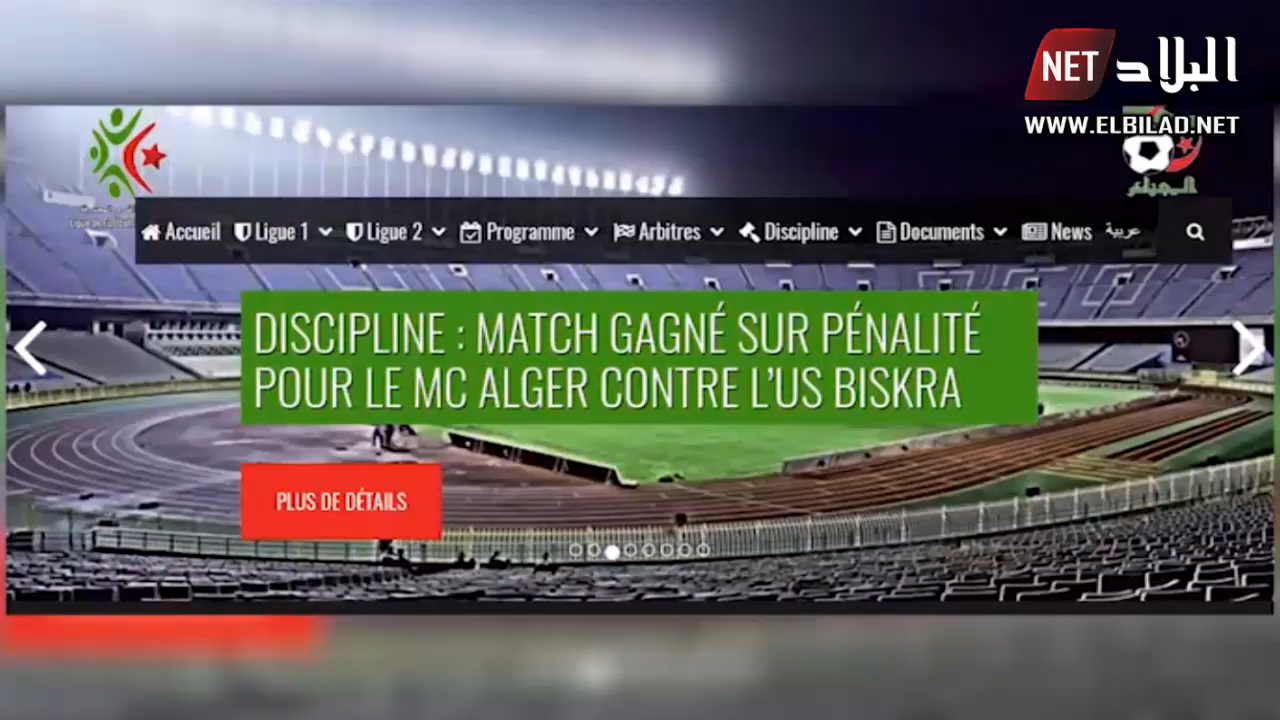 NET البلاد
WWW.ELBILAD.NET
Accueil Ligue 1 Ligue 2 Programme Arbitres Discipline Documents News عربية
DISCIPLINE : MATCH GAGNÉ SUR PÉNALITÉ
POUR LE MC ALGER CONTRE L'US BISKRA
PLUS DE DÉTAILS